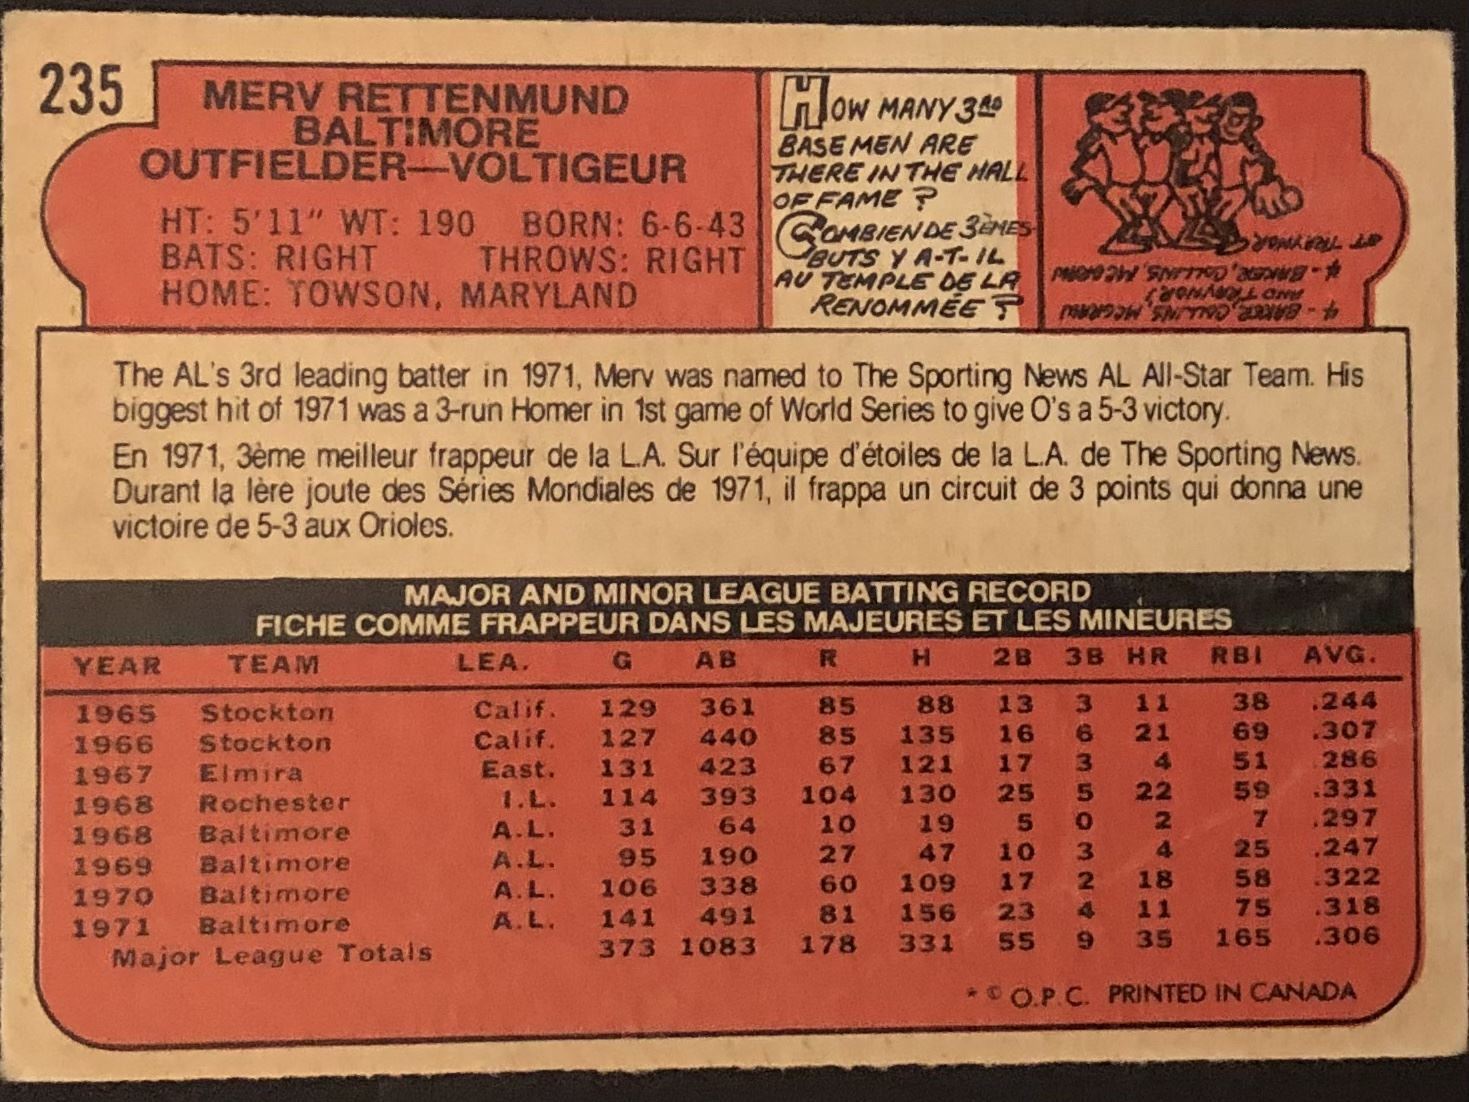 235
MERV RETTENMUND
BALTIMORE
OUTFIELDER—VOLTIGEUR
HT: 5'11" WT: 190 BORN: 6-6-43
BATS: RIGHT THROWS: RIGHT
HOME: TOWSON, MARYLAND
HOW MANY 3RD
BASEMEN ARE
THERE IN THE HALL
OF FAME?
COMBIEN DE 3ÈMES
BUTS Y A-T-IL
AU TEMPLE DE LA
RENOMMÉE?
4 - BAKER, COLLINS, MCGRAW
AND TRAYNOR?
4 - BAKER, COLLINS, MCGRAW
ET TRAYNOR
The AL's 3rd leading batter in 1971, Merv was named to The Sporting News AL All-Star Team. His
biggest hit of 1971 was a 3-run Homer in 1st game of World Series to give O's a 5-3 victory.
En 1971, 3ème meilleur frappeur de la L.A. Sur l'équipe d'étoiles de la L.A. de The Sporting News.
Durant la lère joute des Séries Mondiales de 1971, il frappa un circuit de 3 points qui donna une
victoire de 5-3 aux Orioles.
MAJOR AND MINOR LEAGUE BATTING RECORD
FICHE COMME FRAPPEUR DANS LES MAJEURES ET LES MINEURES
YEAR TEAM LEA. G AB R H 2B 3B HR RBI AVG.
1965 Stockton Calif. 129 361 85 88 13 3 11 38 .244
1966 Stockton Calif. 127 440 85 135 16 6 21 69 .307
1967 Elmira East. 131 423 67 121 17 3 4 51 .286
1968 Rochester I.L. 114 393 104 130 25 5 22 59 .331
1968 Baltimore A.L. 31 64 10 19 5 0 2 7 .297
1969 Baltimore A.L. 95 190 27 47 10 3 4 25 .247
1970 Baltimore A.L. 106 338 60 109 17 2 18 58 .322
1971 Baltimore A.L. 141 491 81 156 23 4 11 75 .318
Major League Totals 373 1083 178 331 55 9 35 165 .306
* © O.P.C. PRINTED IN CANADA